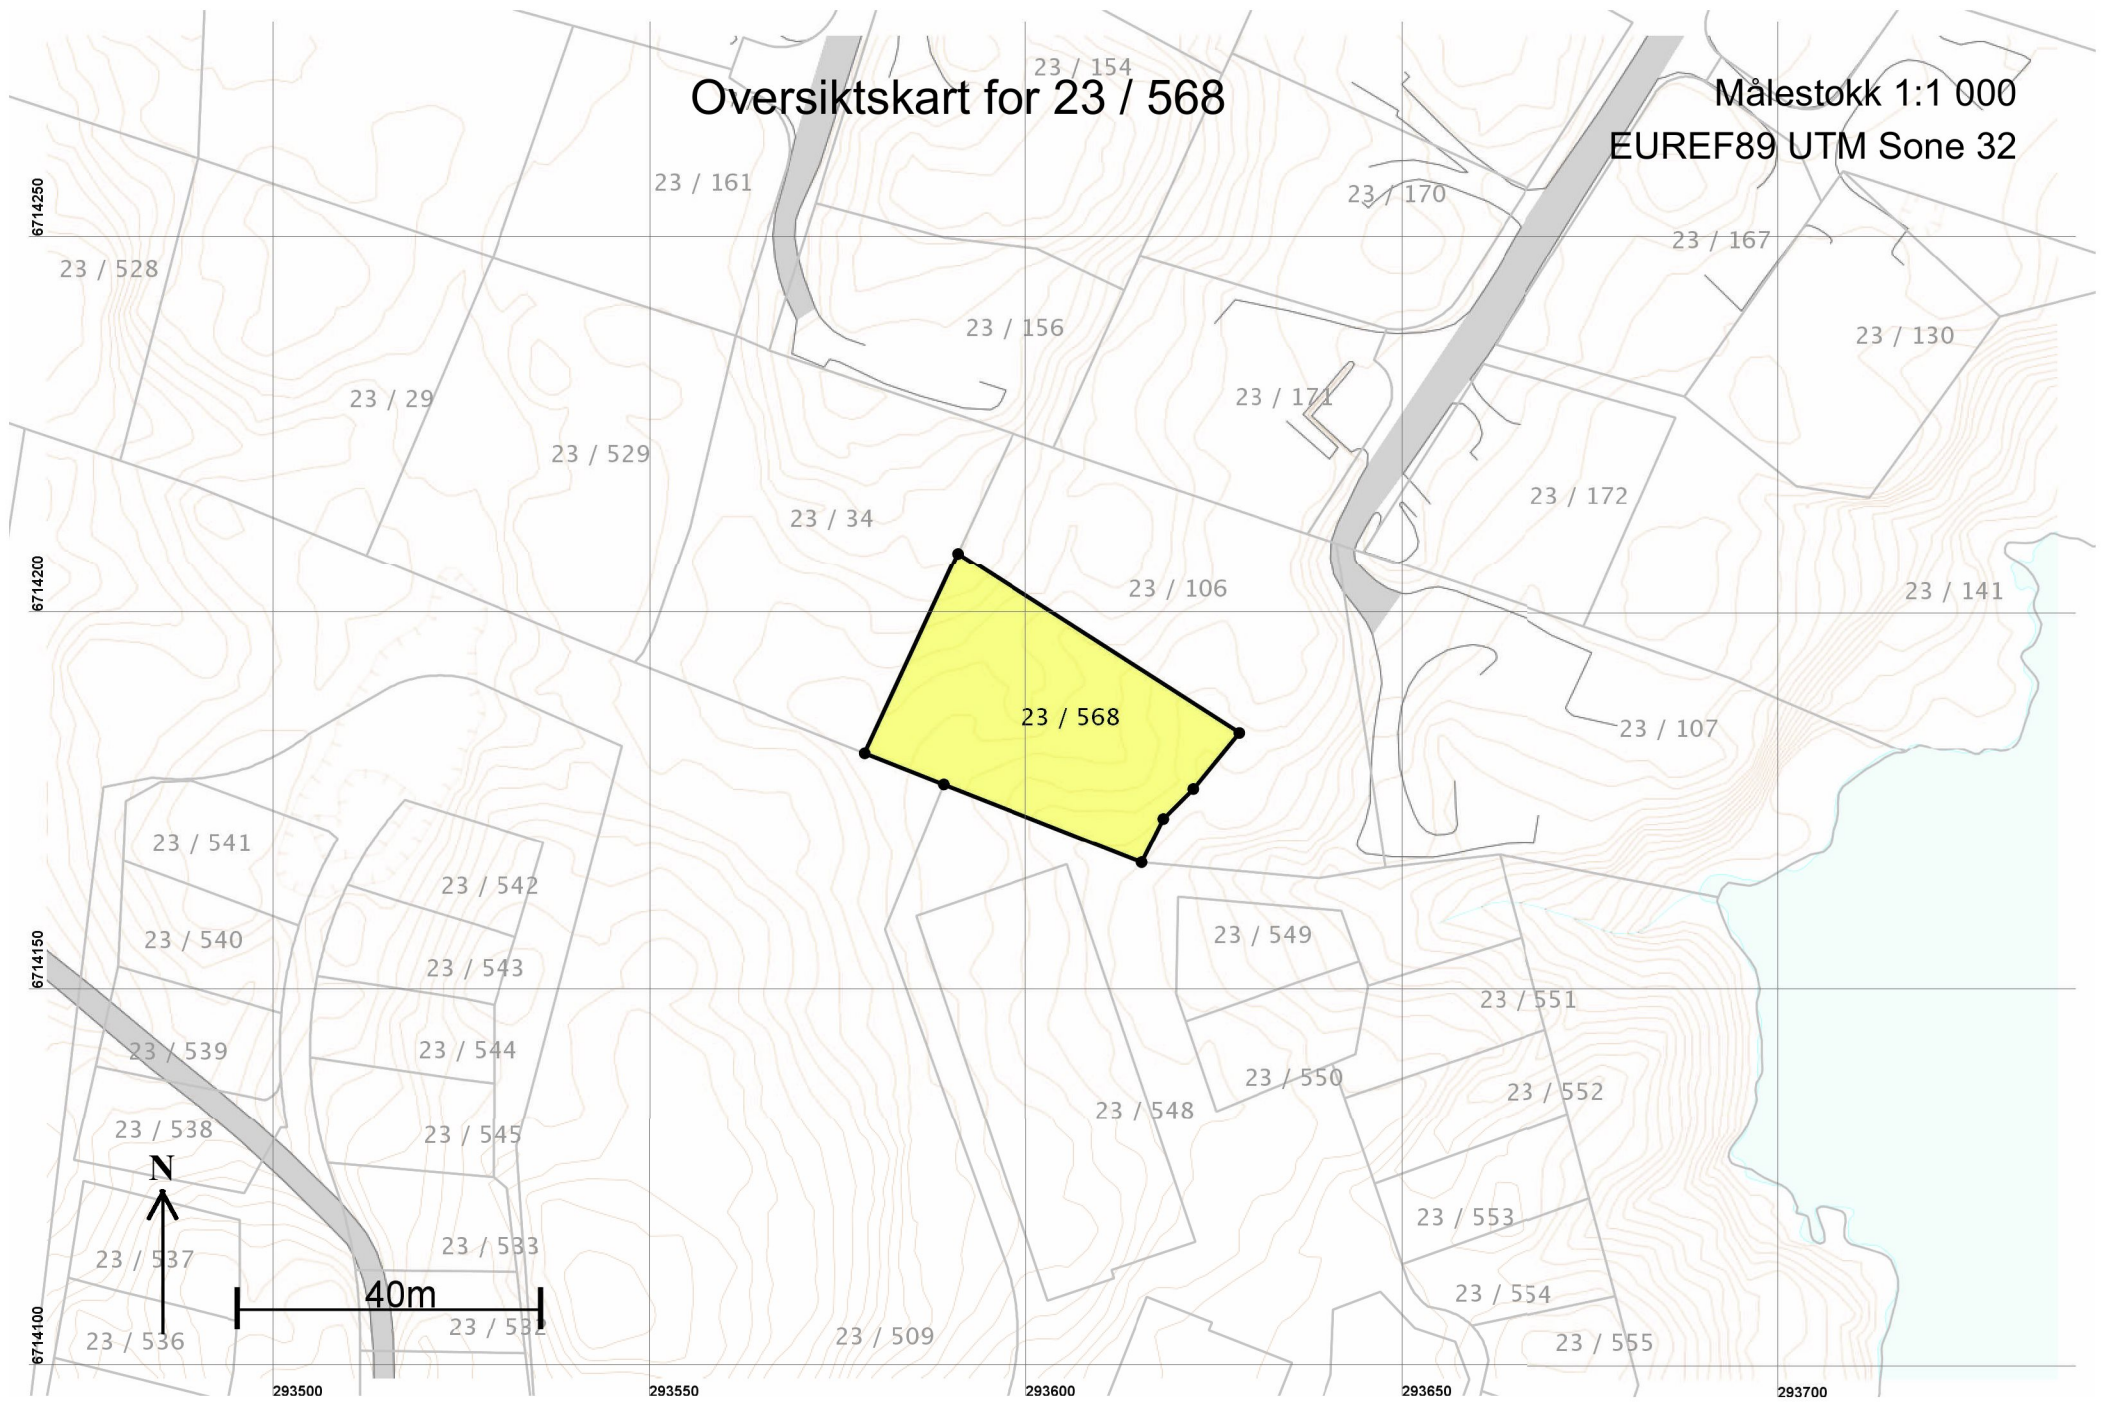 23 / 154
Oversiktskart for 23 / 568
Målestokk 1:1 000
EUREF89 UTM Sone 32
23 / 161
23 / 170
6714250
23 / 167
23 / 528
23 / 156
23 / 130
23 / 29
23 / 171
23 / 529
23 / 172
23 / 34
6714200
23 / 106
23 / 141
23 / 568
23 / 107
23 / 541
23 / 542
23 / 540
23 / 549
6714150
23 / 543
23 / 551
23 / 539
23 / 544
23 / 550
23 / 552
23 / 548
23 / 538
23 / 545
N
23 / 553
23 / 533
23 / 537
40m
23 / 554
23 / 532
6714100
23 / 536
23 / 509
23 / 555
293500
293550
293600
293650
293700